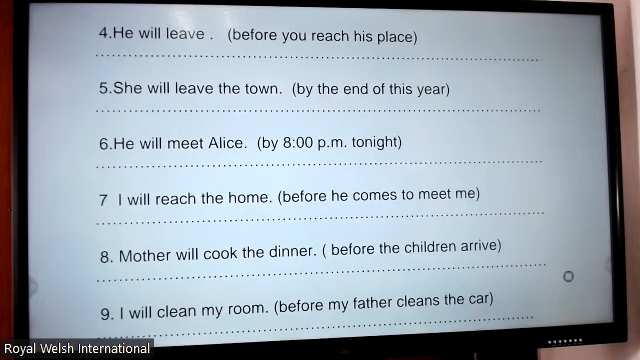 4.He will leave . (before you reach his place)
5.She will leave the town. (by the end of this year)
6.He will meet Alice. (by 8:00 p.m. tonight)
7 I will reach the home. (before he comes to meet me)
8. Mother will cook the dinner. ( before the children arrive)
9. I will clean my room. (before my father cleans the car)
Royal Welsh International